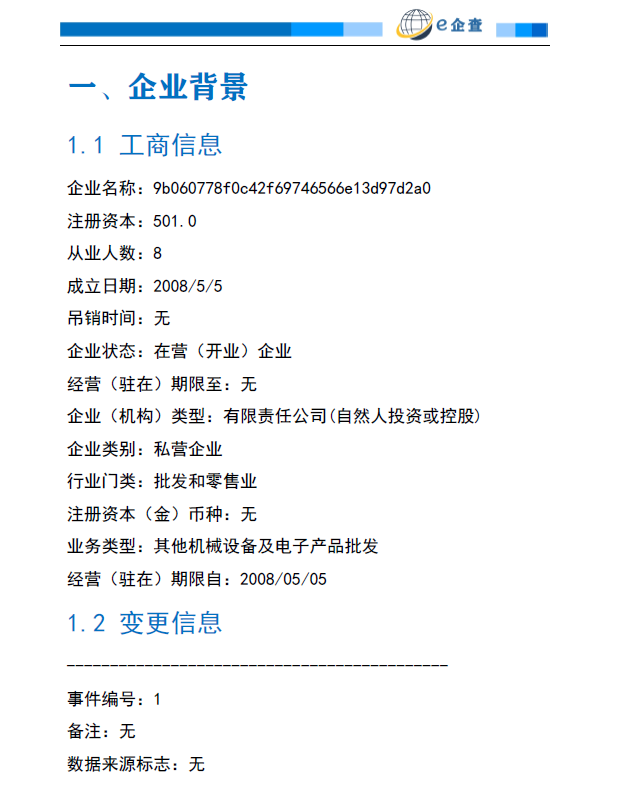 e企查
一、企业背景
1.1 工商信息
企业名称：9b060778f0c42f69746566e13d97d2a0
注册资本：501.0
从业人数：8
成立日期：2008/5/5
吊销时间：无
企业状态：在营（开业）企业
经营（驻在）期限至：无
企业（机构）类型：有限责任公司(自然人投资或控股)
企业类别：私营企业
行业门类：批发和零售业
注册资本（金）币种：无
业务类型：其他机械设备及电子产品批发
经营（驻在）期限自：2008/05/05
1.2 变更信息
---------------------------------------------
事件编号：1
备注：无
数据来源标志：无